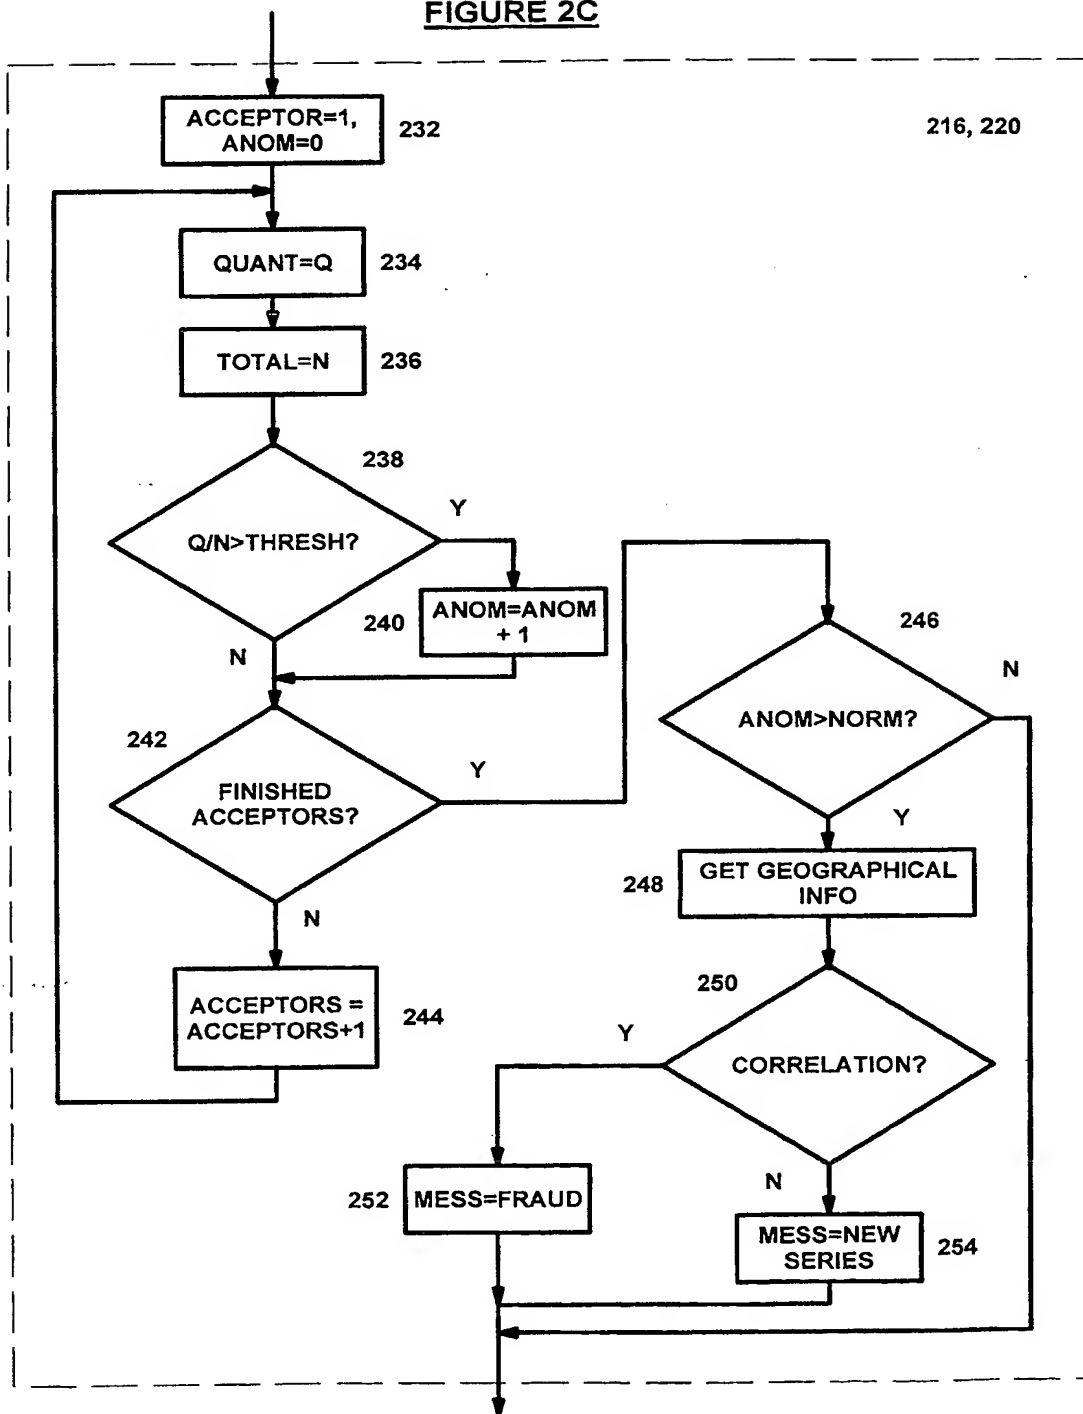 FIGURE 2C
ACCEPTOR=1,
ANOM=0
232
216, 220
QUANT=Q
234
TOTAL=N
236
238
Q/N>THRESH?
Y
240
ANOM=ANOM
+ 1
N
246
ANOM>NORM?
N
242
FINISHED
ACCEPTORS?
Y
Y
248
GET GEOGRAPHICAL
INFO
N
250
ACCEPTORS =
ACCEPTORS+1
244
Y
CORRELATION?
252
MESS=FRAUD
N
MESS=NEW
SERIES
254